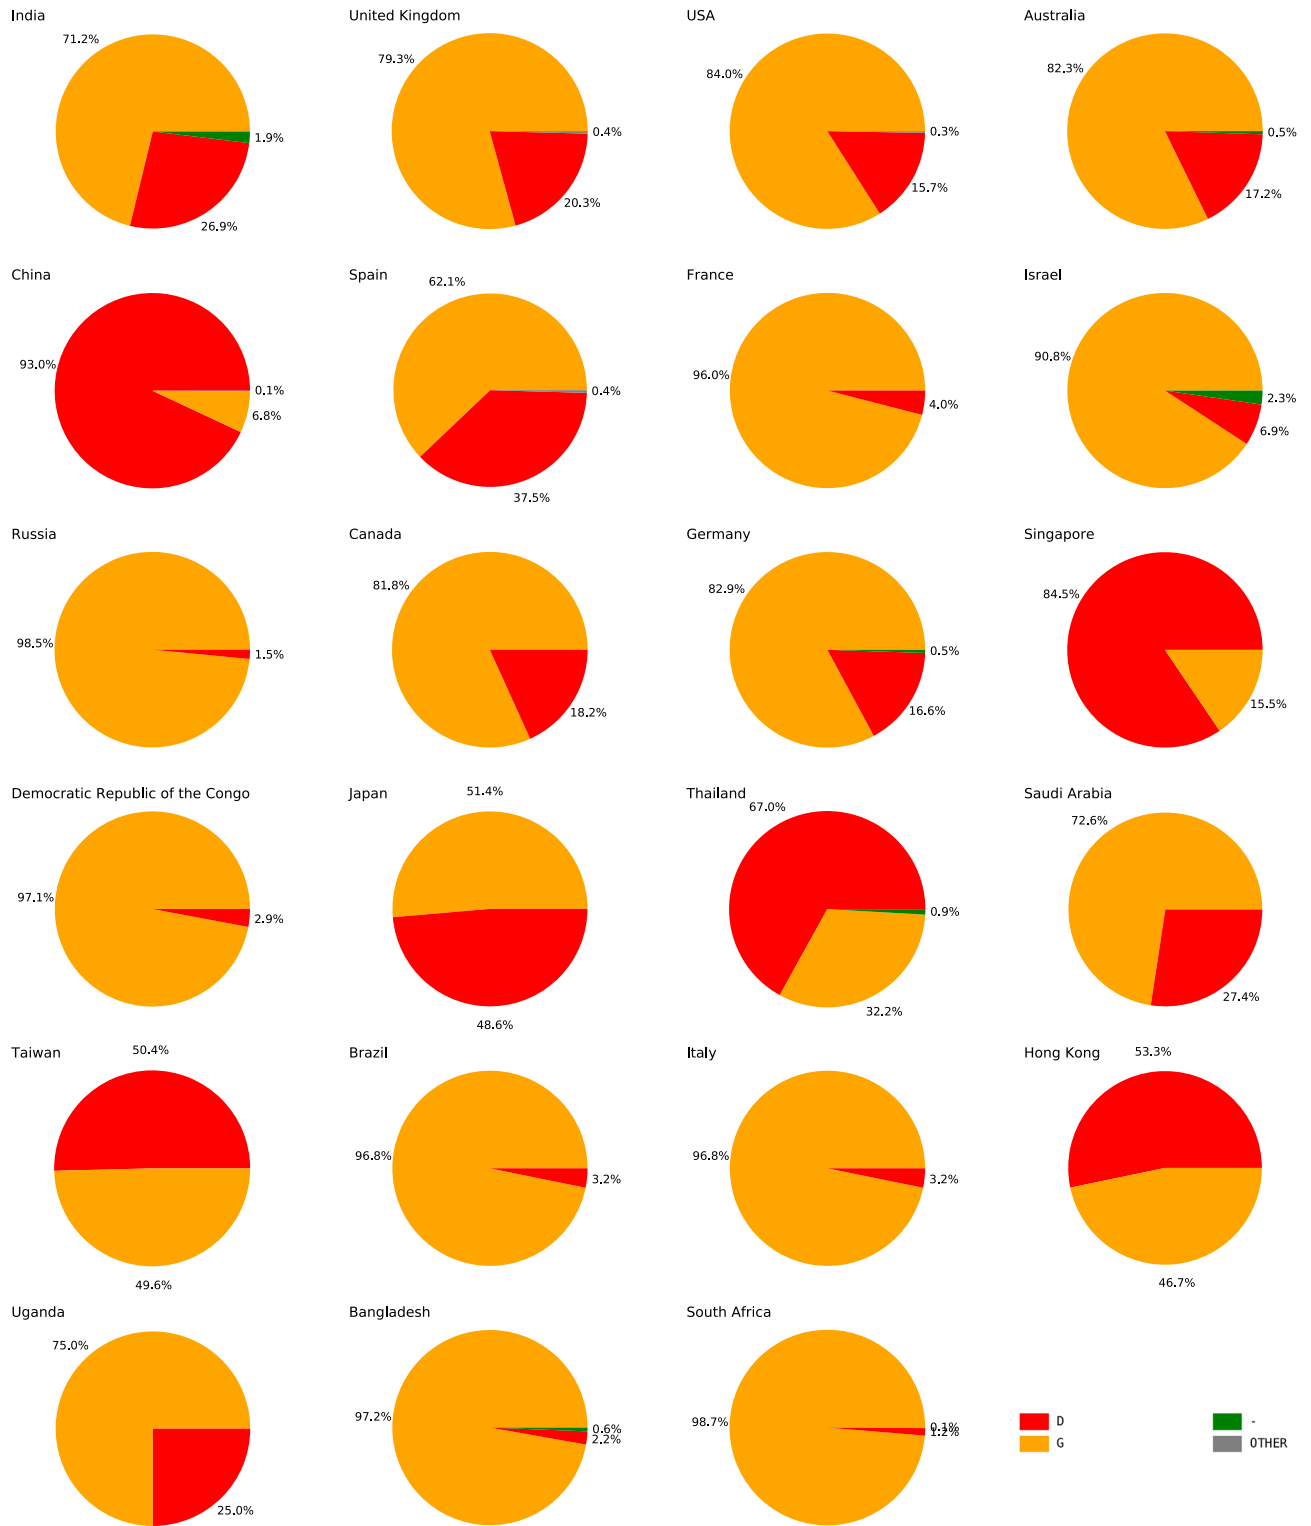 India
71.2%
1.9%
26.9%
United Kingdom
79.3%
0.4%
20.3%
USA
84.0%
0.3%
15.7%
Australia
82.3%
0.5%
17.2%
China
93.0%
0.1%
6.8%
Spain
62.1%
0.4%
37.5%
France
96.0%
4.0%
Israel
90.8%
2.3%
6.9%
Russia
98.5%
1.5%
Canada
81.8%
18.2%
Germany
82.9%
0.5%
16.6%
Singapore
84.5%
15.5%
Democratic Republic of the Congo
97.1%
2.9%
Japan
51.4%
48.6%
Thailand
67.0%
0.9%
32.2%
Saudi Arabia
72.6%
27.4%
Taiwan
50.4%
49.6%
Brazil
96.8%
3.2%
Italy
96.8%
3.2%
Hong Kong
53.3%
46.7%
Uganda
75.0%
25.0%
Bangladesh
97.2%
0.6%
2.2%
South Africa
98.7%
0.1%
1.2%
D
G
-
OTHER